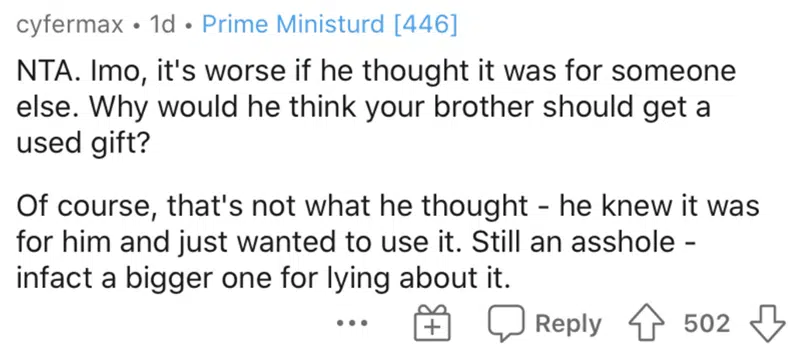 cyfermax • 1d • Prime Ministurd [446]
NTA. Imo, it's worse if he thought it was for someone
else. Why would he think your brother should get a
used gift?
Of course, that's not what he thought - he knew it was
for him and just wanted to use it. Still an asshole -
infact a bigger one for lying about it.
••• Reply 502